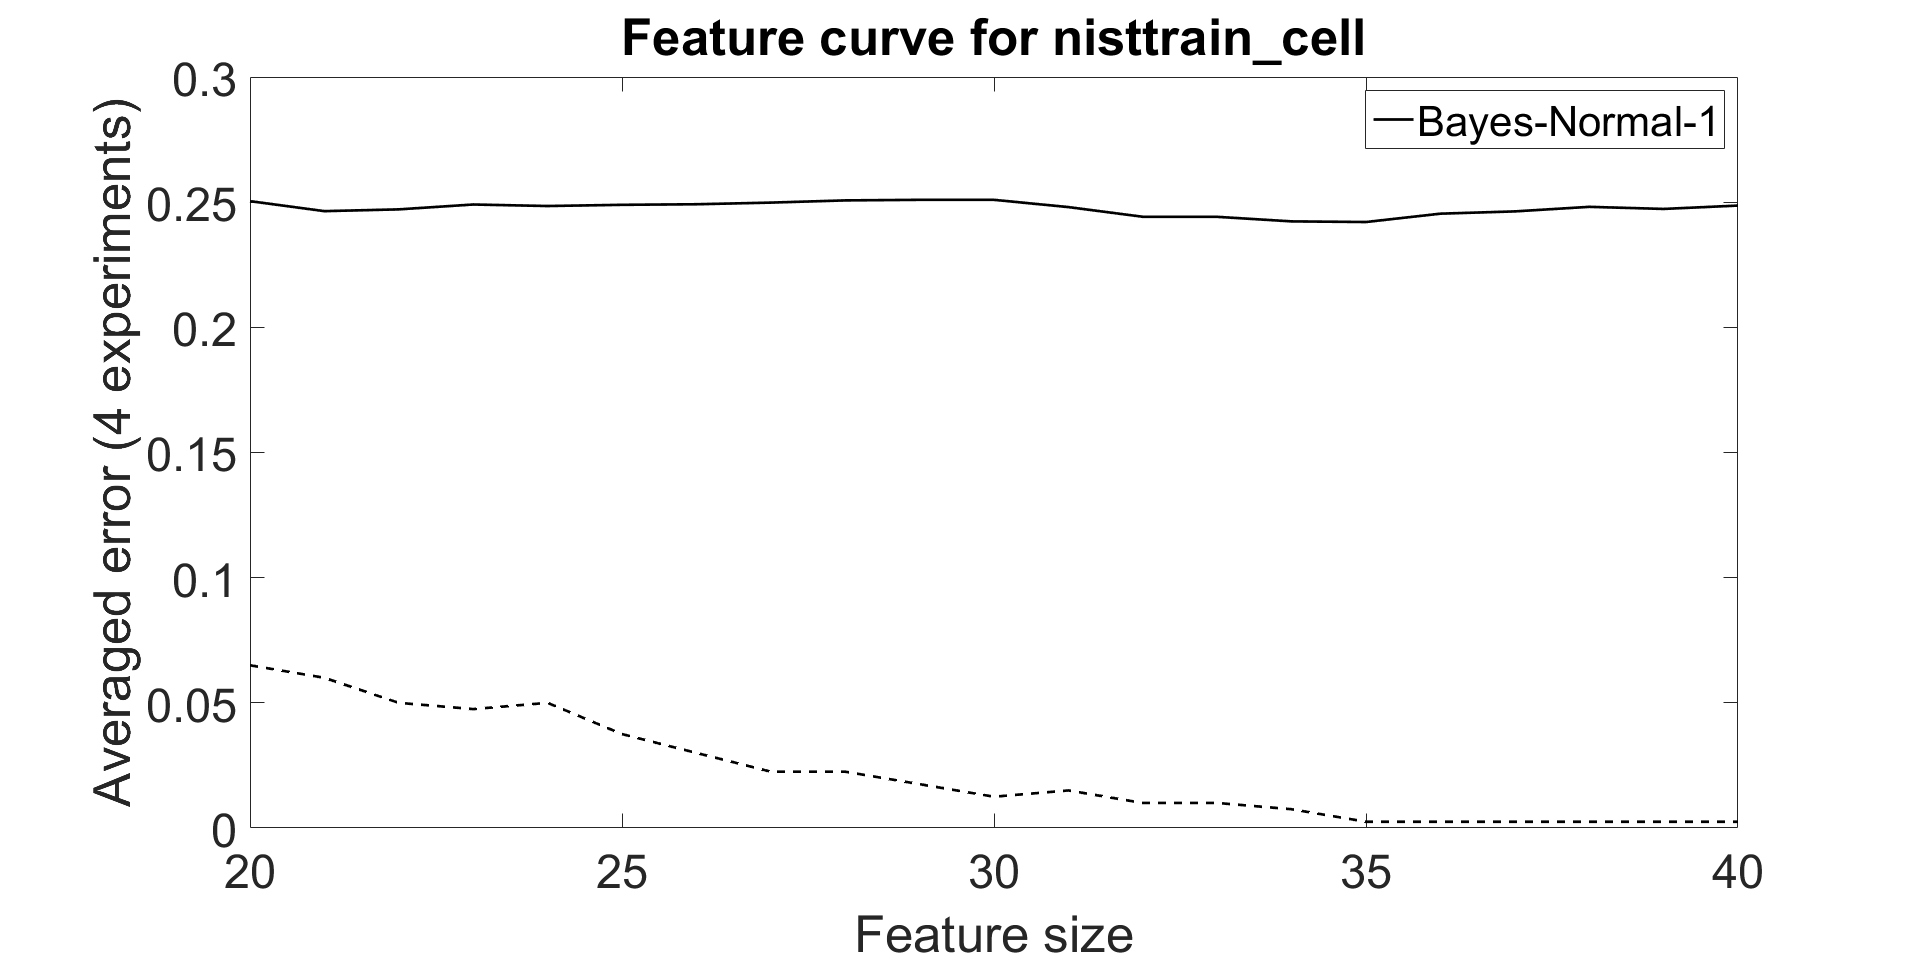 Feature curve for nisttrain_cell
Averaged error (4 experiments)
0.3
0.25
0.2
0.15
0.1
0.05
0
Bayes-Normal-1
20 25 30 35 40
Feature size